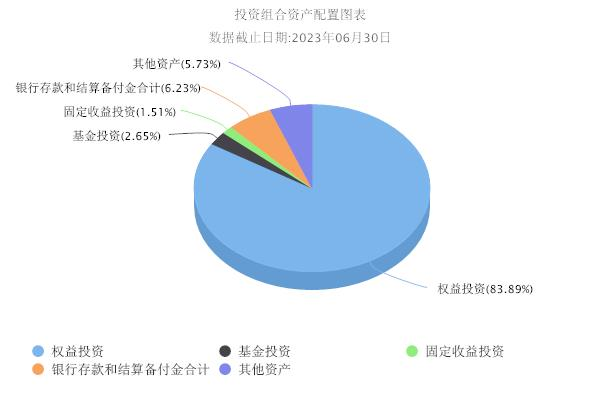 投资组合资产配置图表
数据截止日期:2023年06月30日
其他资产(5.73%)
银行存款和结算备付金合计(6.23%)
固定收益投资(1.51%)
基金投资(2.65%)
权益投资(83.89%)
权益投资
基金投资
固定收益投资
银行存款和结算备付金合计
其他资产